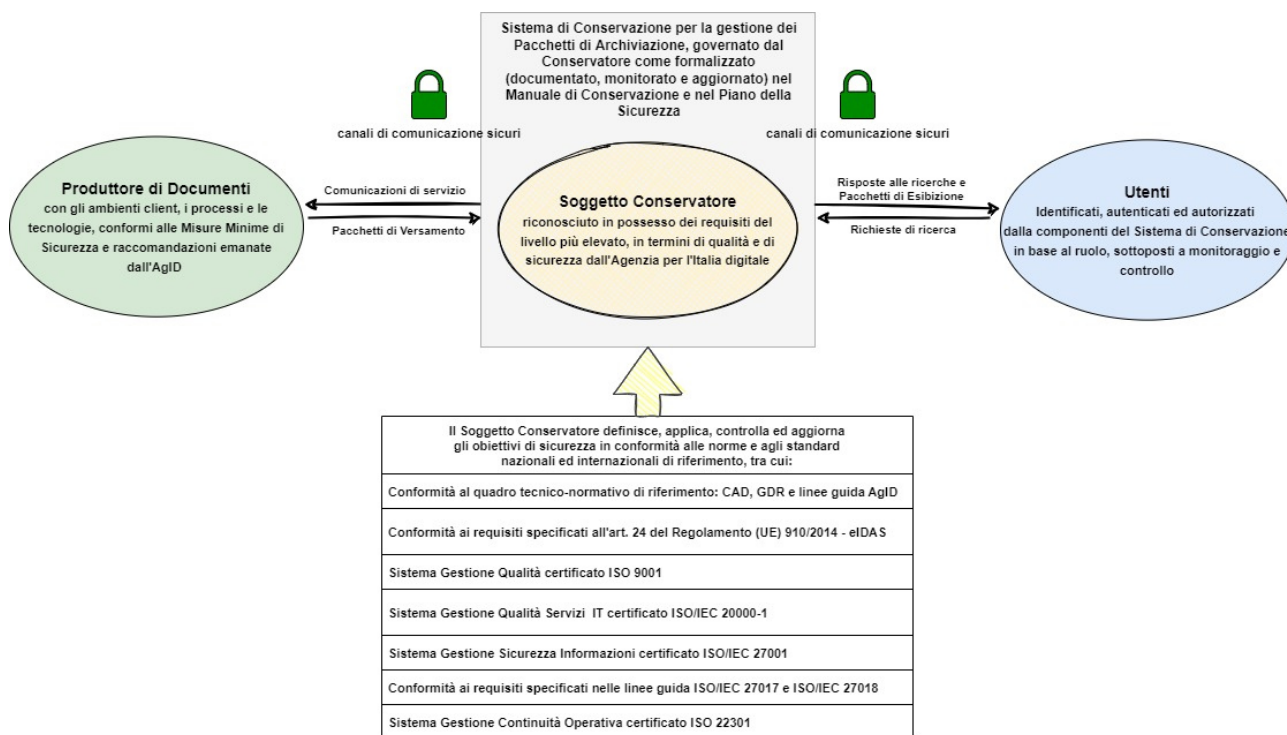 Sistema di Conservazione per la gestione dei
Pacchetti di Archiviazione, governato dal
Conservatore come formalizzato
(documentato, monitorato e aggiornato) nel
Manuale di Conservazione e nel Piano della
Sicurezza
canali di comunicazione sicuri
canali di comunicazione sicuri
Produttore di Documenti
con gli ambienti client, i processi e le
tecnologie, conformi alle Misure Minime di
Sicurezza e raccomandazioni emanate
dall'AgID
Comunicazioni di servizio
Pacchetti di Versamento
Soggetto Conservatore
riconosciuto in possesso dei requisiti del
livello più elevato, in termini di qualità e di
sicurezza dall'Agenzia per l'Italia digitale
Risposte alle ricerche e
Pacchetti di Esibizione
Richieste di ricerca
Utenti
Identificati, autenticati ed autorizzati
dalla componenti del Sistema di Conservazione
in base al ruolo, sottoposti a monitoraggio e
controllo
Il Soggetto Conservatore definisce, applica, controlla ed aggiorna
gli obiettivi di sicurezza in conformità alle norme e agli standard
nazionali ed internazionali di riferimento, tra cui:
Conformità al quadro tecnico-normativo di riferimento: CAD, GDR e linee guida AgID
Conformità ai requisiti specificati all'art. 24 del Regolamento (UE) 910/2014 - eIDAS
Sistema Gestione Qualità certificato ISO 9001
Sistema Gestione Qualità Servizi IT certificato ISO/IEC 20000-1
Sistema Gestione Sicurezza Informazioni certificato ISO/IEC 27001
Conformità ai requisiti specificati nelle linee guida ISO/IEC 27017 e ISO/IEC 27018
Sistema Gestione Continuità Operativa certificato ISO 22301